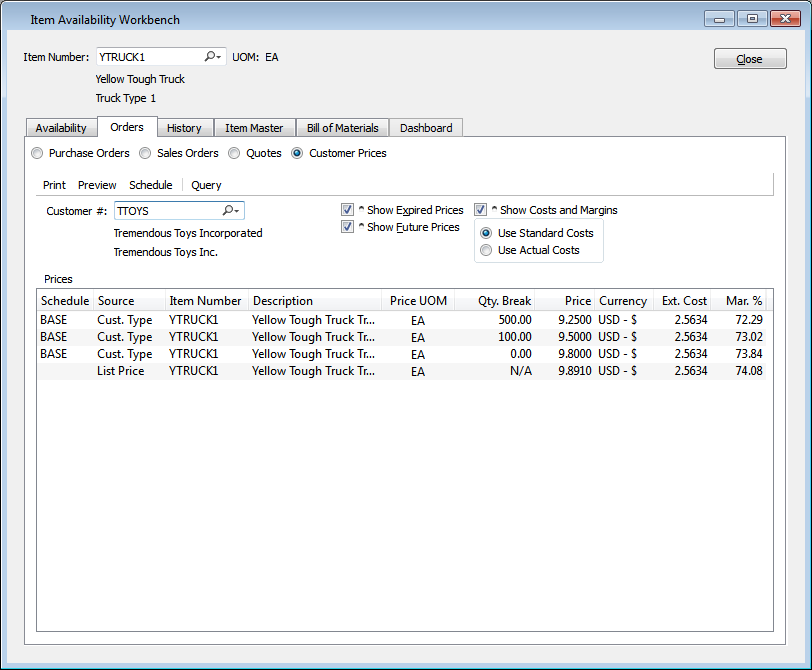 Item Availability Workbench
Item Number: YTRUCK1 UOM: EA
Close
Yellow Tough Truck
Truck Type 1
Availability Orders History Item Master Bill of Materials Dashboard
Purchase Orders Sales Orders Quotes Customer Prices
Print Preview Schedule Query
Customer #: TTOYS ^ Show Expired Prices ^ Show Costs and Margins
^ Show Future Prices
Tremendous Toys Incorporated Use Standard Costs
Tremendous Toys Inc. Use Actual Costs
Prices
Schedule Source Item Number Description Price UOM Qty. Break Price Currency Ext. Cost Mar. %
BASE Cust. Type YTRUCK1 Yellow Tough Truck Tr... EA 500.00 9.2500 USD - $ 2.5634 72.29
BASE Cust. Type YTRUCK1 Yellow Tough Truck Tr... EA 100.00 9.5000 USD - $ 2.5634 73.02
BASE Cust. Type YTRUCK1 Yellow Tough Truck Tr... EA 0.00 9.8000 USD - $ 2.5634 73.84
List Price YTRUCK1 Yellow Tough Truck Tr... EA N/A 9.8910 USD - $ 2.5634 74.08